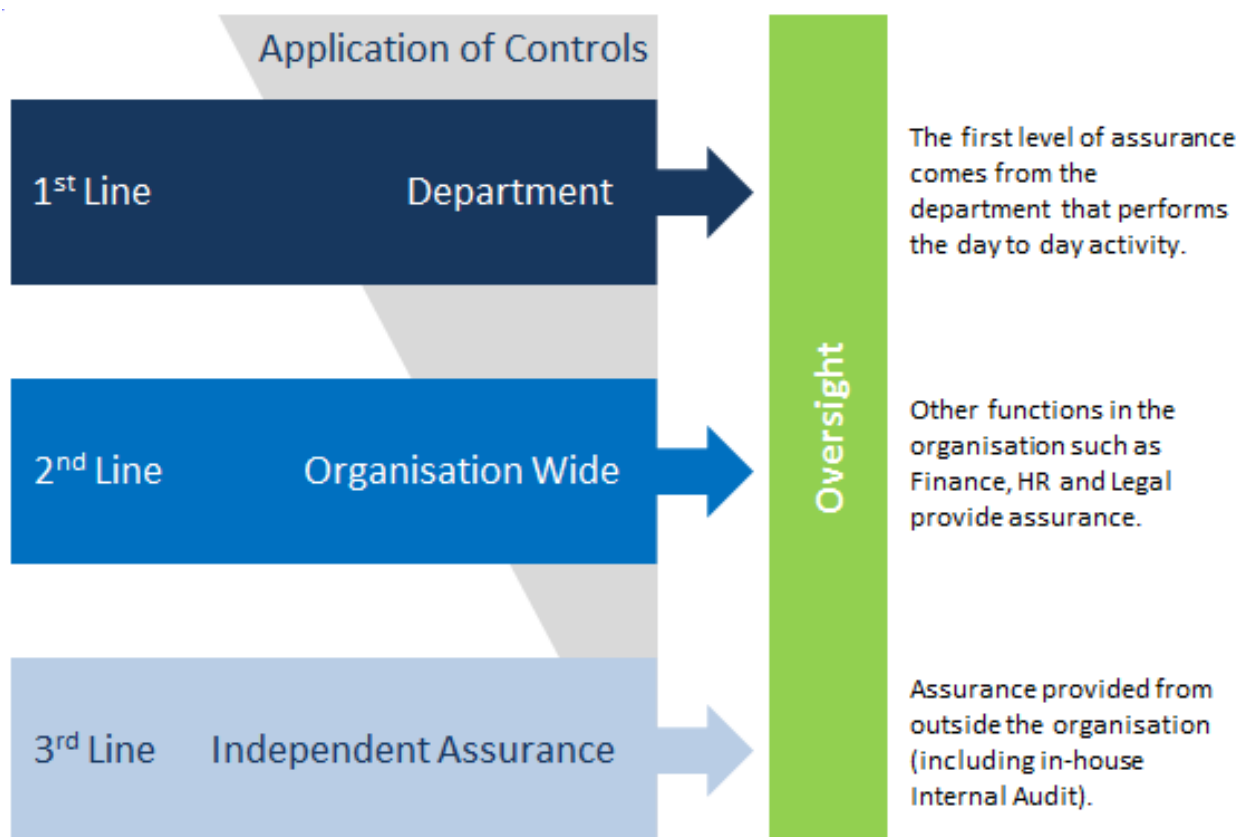 Application of Controls
1st Line Department
The first level of assurance
comes from the
department that performs
the day to day activity.
2nd Line Organisation Wide
Oversight
Other functions in the
organisation such as
Finance, HR and Legal
provide assurance.
3rd Line Independent Assurance
Assurance provided from
outside the organisation
(including in-house
Internal Audit).